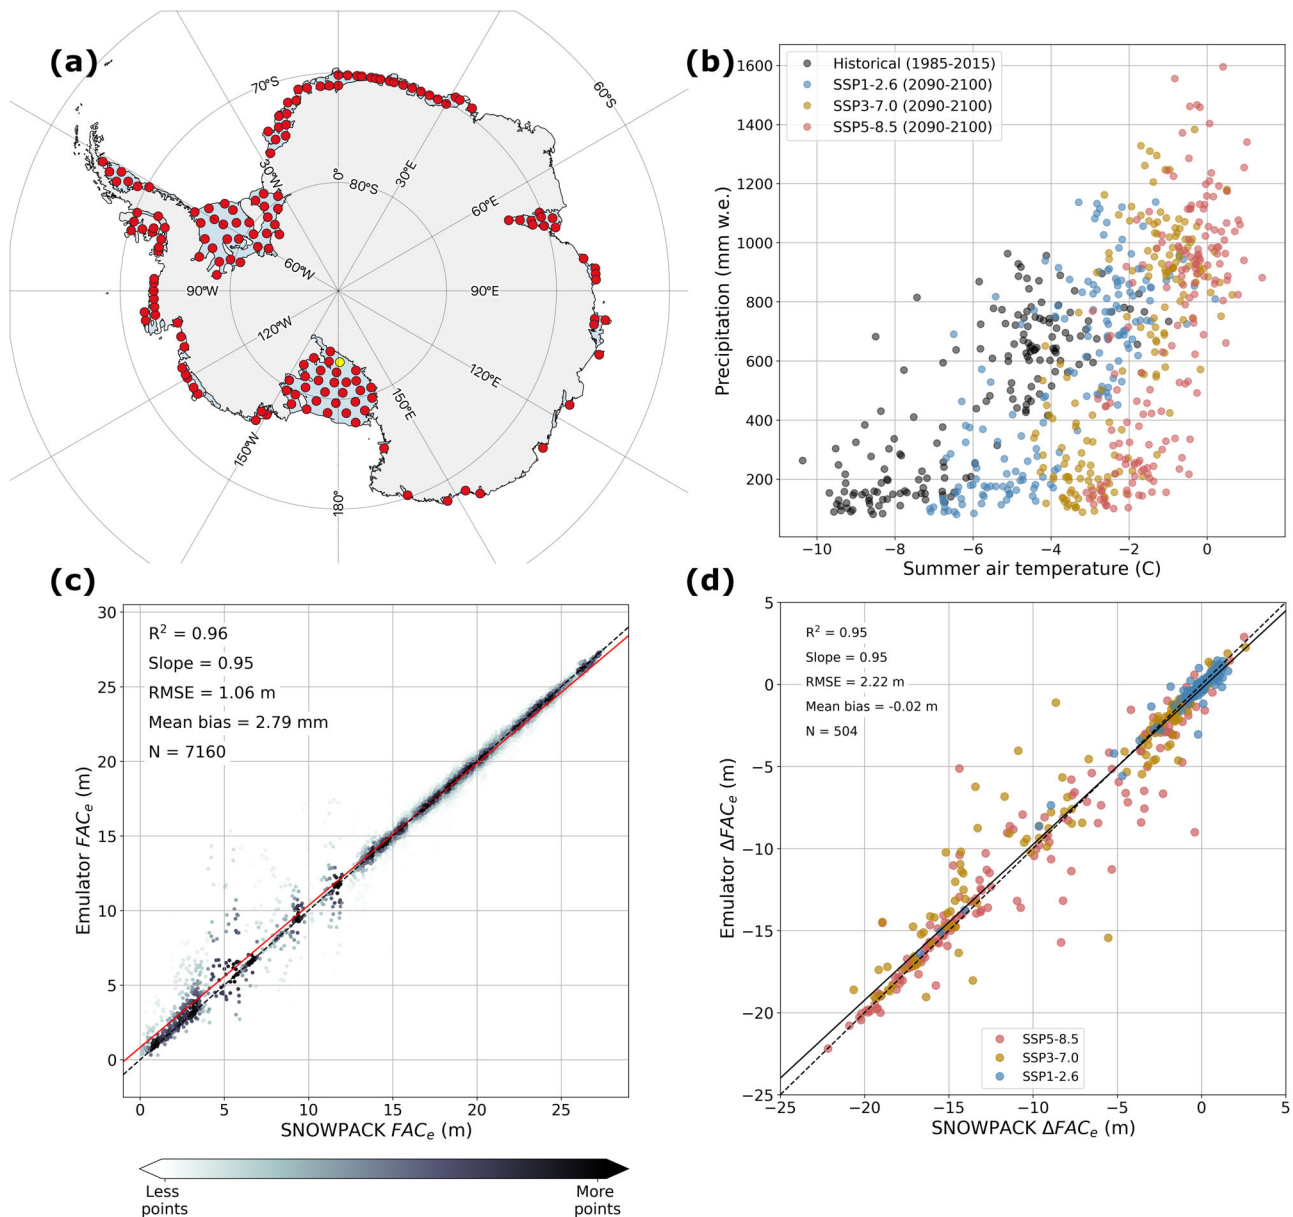 (a)
70°S
60°S
30°W
0°
80°S
30°E
60°E
60°W
90°W
90°E
120°W
120°E
150°W
150°E
180°
(b)
Historical (1985-2015)
SSP1-2.6 (2090-2100)
SSP3-7.0 (2090-2100)
SSP5-8.5 (2090-2100)
Precipitation (mm w.e.)
1600
1400
1200
1000
800
600
400
200
−10
−8
−6
−4
−2
0
Summer air temperature (C)
(c)
R² = 0.96
Slope = 0.95
RMSE = 1.06 m
Mean bias = 2.79 mm
N = 7160
Emulator FACₑ (m)
30
25
20
15
10
5
0
0
5
10
15
20
25
SNOWPACK FACₑ (m)
Less points
More points
(d)
R² = 0.95
Slope = 0.95
RMSE = 2.22 m
Mean bias = -0.02 m
N = 504
Emulator ΔFACₑ (m)
5
0
−5
−10
−15
−20
−25
SSP5-8.5
SSP3-7.0
SSP1-2.6
−25
−20
−15
−10
−5
0
5
SNOWPACK ΔFACₑ (m)